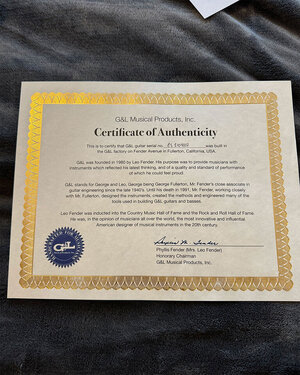 G&L Musical Products, Inc.
Certificate of Authenticity
This is to certify that G&L guitar serial no. was built in
the G&L factory on Fender Avenue in Fullerton, California, USA.
G&L was founded in 1980 by Leo Fender. His purpose was to provide musicians with
instruments which reflected his latest thinking, and of a quality and standard of performance
of which he could feel proud.
G&L stands for George and Leo, George being George Fullerton, Mr. Fender's close associate in
guitar engineering since the late 1940's. Until his death in 1991, Mr. Fender, working closely
with Mr. Fullerton, designed the instruments, created the methods and engineered many of the
tools used in building G&L guitars and basses.
Leo Fender was inducted into the Country Music Hall of Fame and the Rock and Roll Hall of Fame.
He was, in the opinion of musicians all over the world, the most innovative and influential
American designer of musical instruments in the 20th century.
Phyllis Fender (Mrs. Leo Fender)
Honorary Chairman
G&L Musical Products, Inc.
G&L